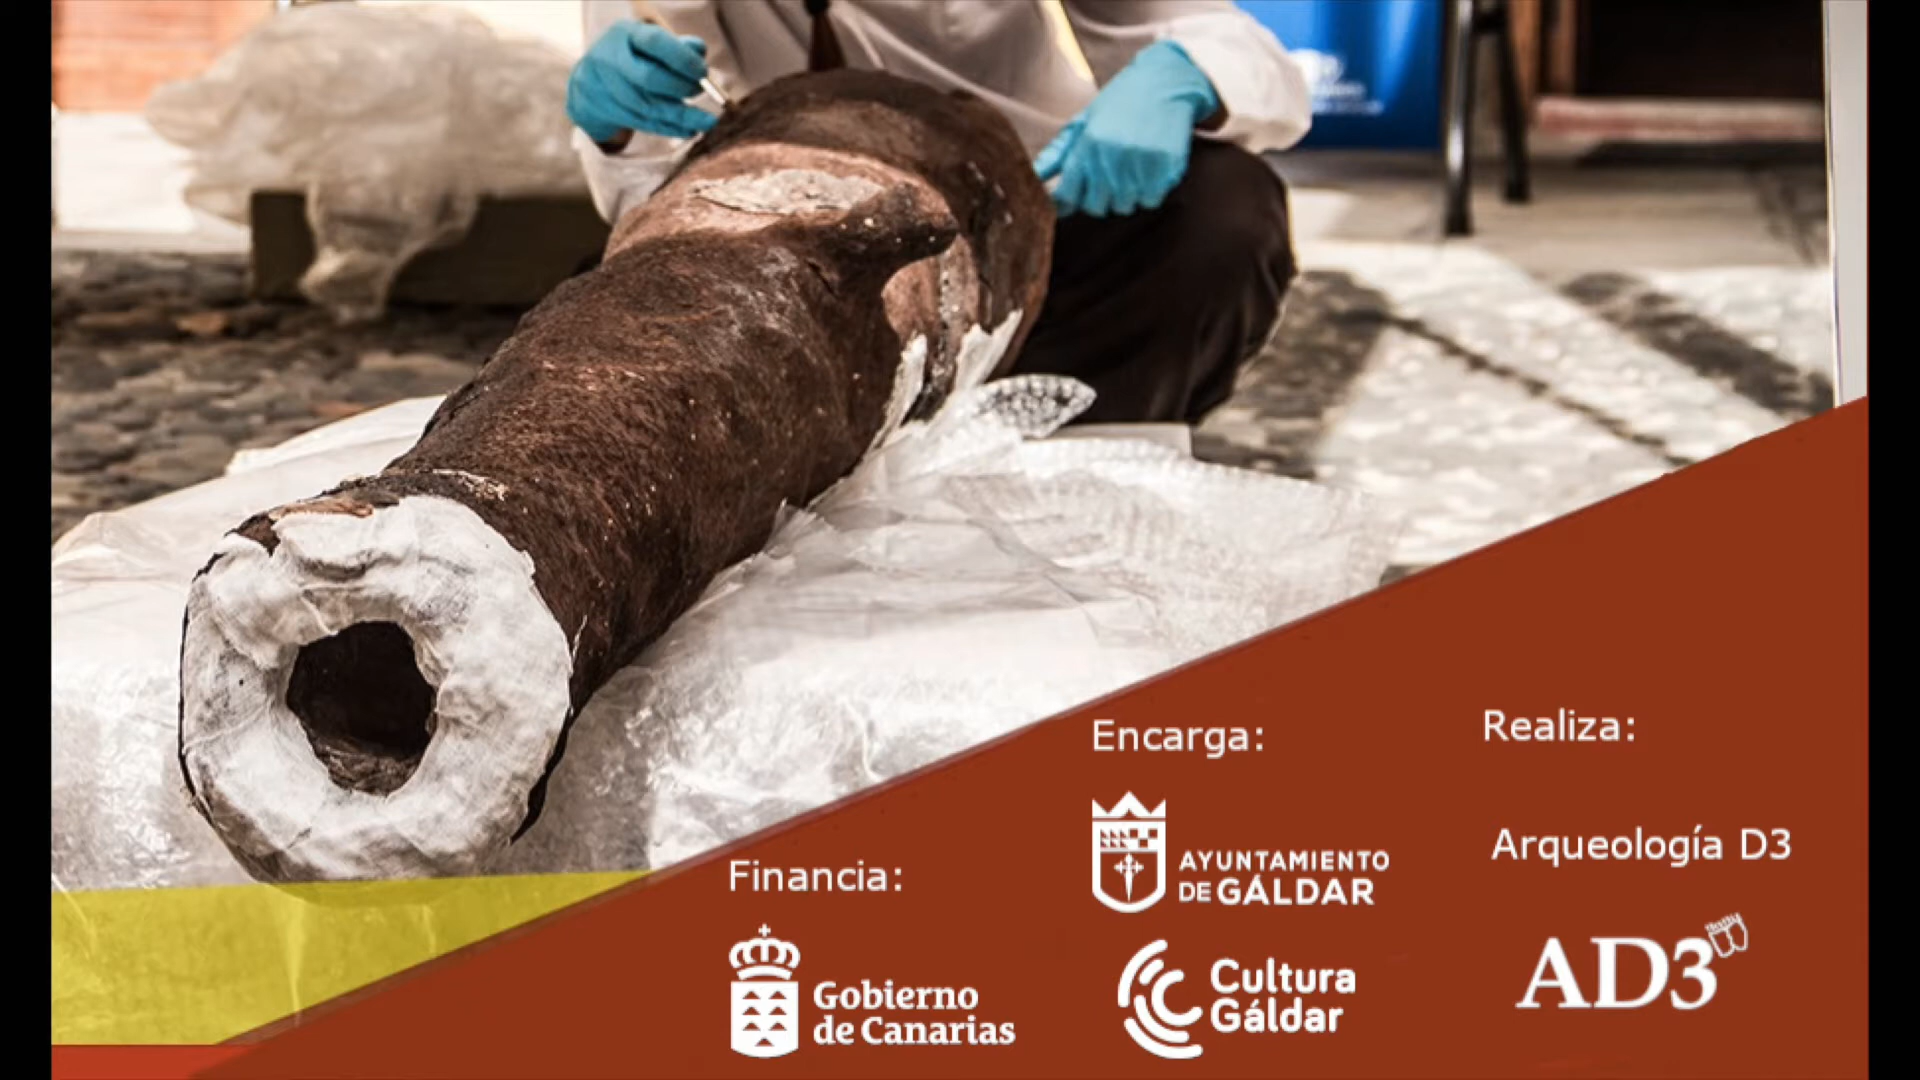 Encarga:
Realiza:
AYUNTAMIENTO
DE GÁLDAR
Arqueología D3
Financia:
Gobierno
de Canarias
Cultura
Gáldar
AD3